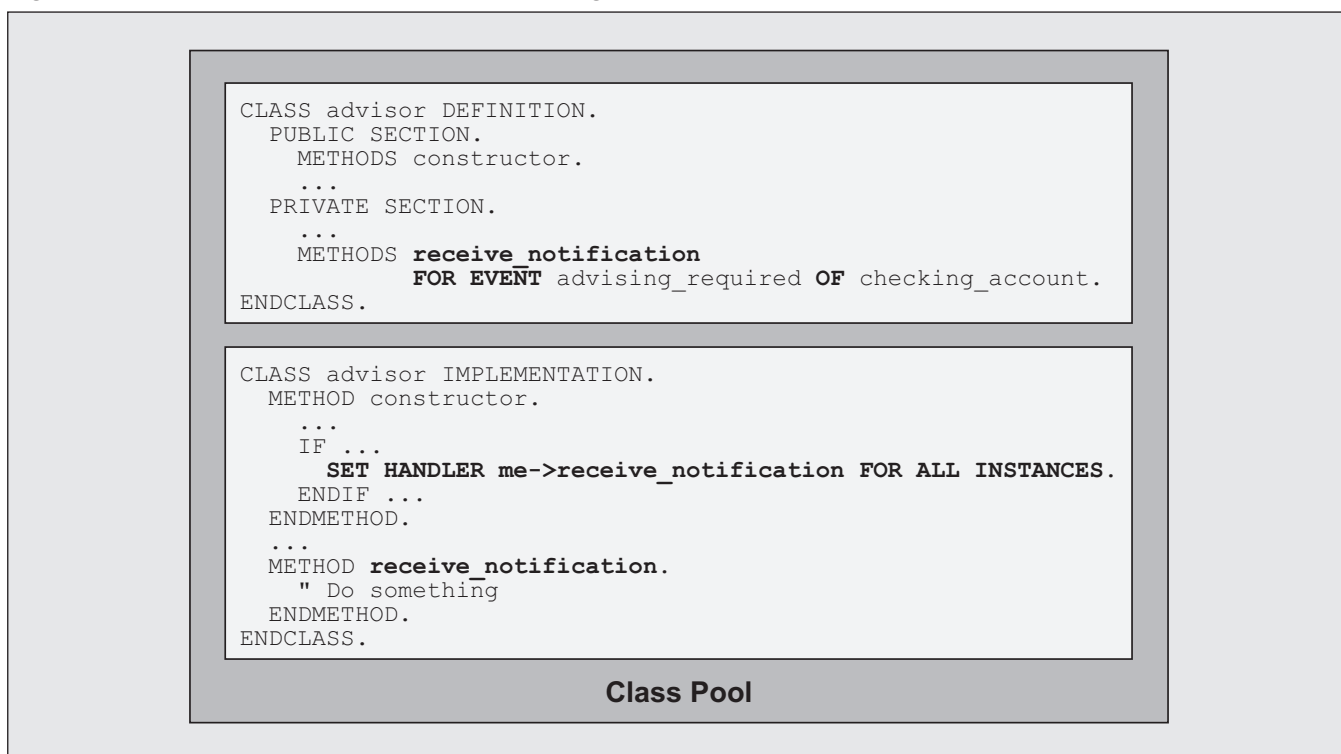 CLASS advisor DEFINITION.
PUBLIC SECTION.
METHODS constructor.
...
PRIVATE SECTION.
...
METHODS receive_notification
FOR EVENT advising_required OF checking_account.
ENDCLASS.
CLASS advisor IMPLEMENTATION.
METHOD constructor.
...
IF ...
SET HANDLER me->receive_notification FOR ALL INSTANCES.
ENDIF ...
ENDMETHOD.
...
METHOD receive_notification.
" Do something
ENDMETHOD.
ENDCLASS.
Class Pool